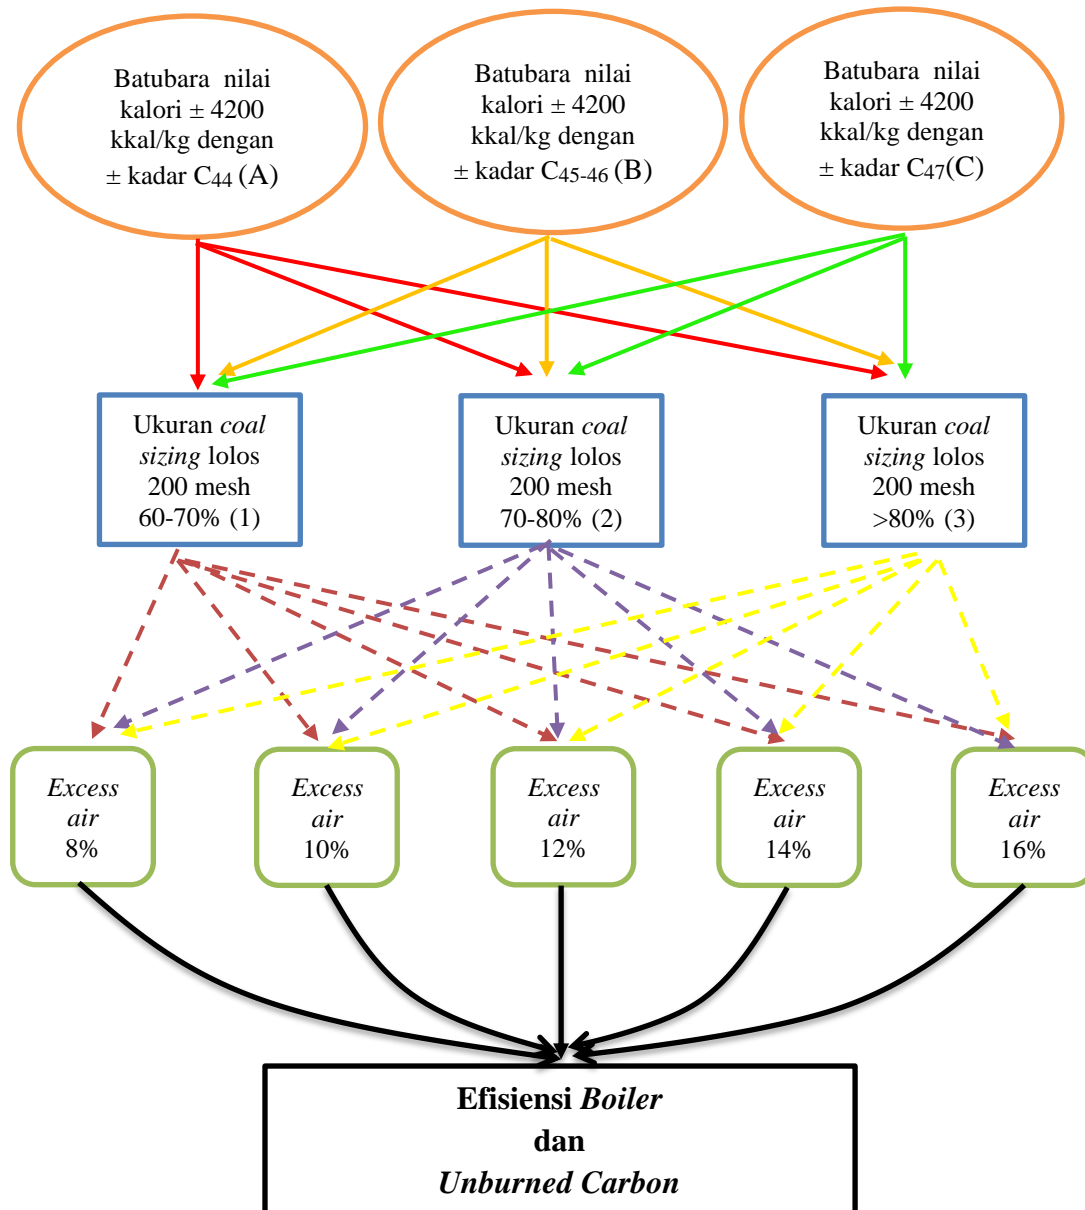 Batubara nilai
kalori ± 4200
kkal/kg dengan
± kadar C44 (A)
Batubara nilai
kalori ± 4200
kkal/kg dengan
± kadar C45-46 (B)
Batubara nilai
kalori ± 4200
kkal/kg dengan
± kadar C47(C)
Ukuran coal
sizing lolos
200 mesh
60-70% (1)
Ukuran coal
sizing lolos
200 mesh
70-80% (2)
Ukuran coal
sizing lolos
200 mesh
>80% (3)
Excess
air
8%
Excess
air
10%
Excess
air
12%
Excess
air
14%
Excess
air
16%
Efisiensi Boiler
dan
Unburned Carbon